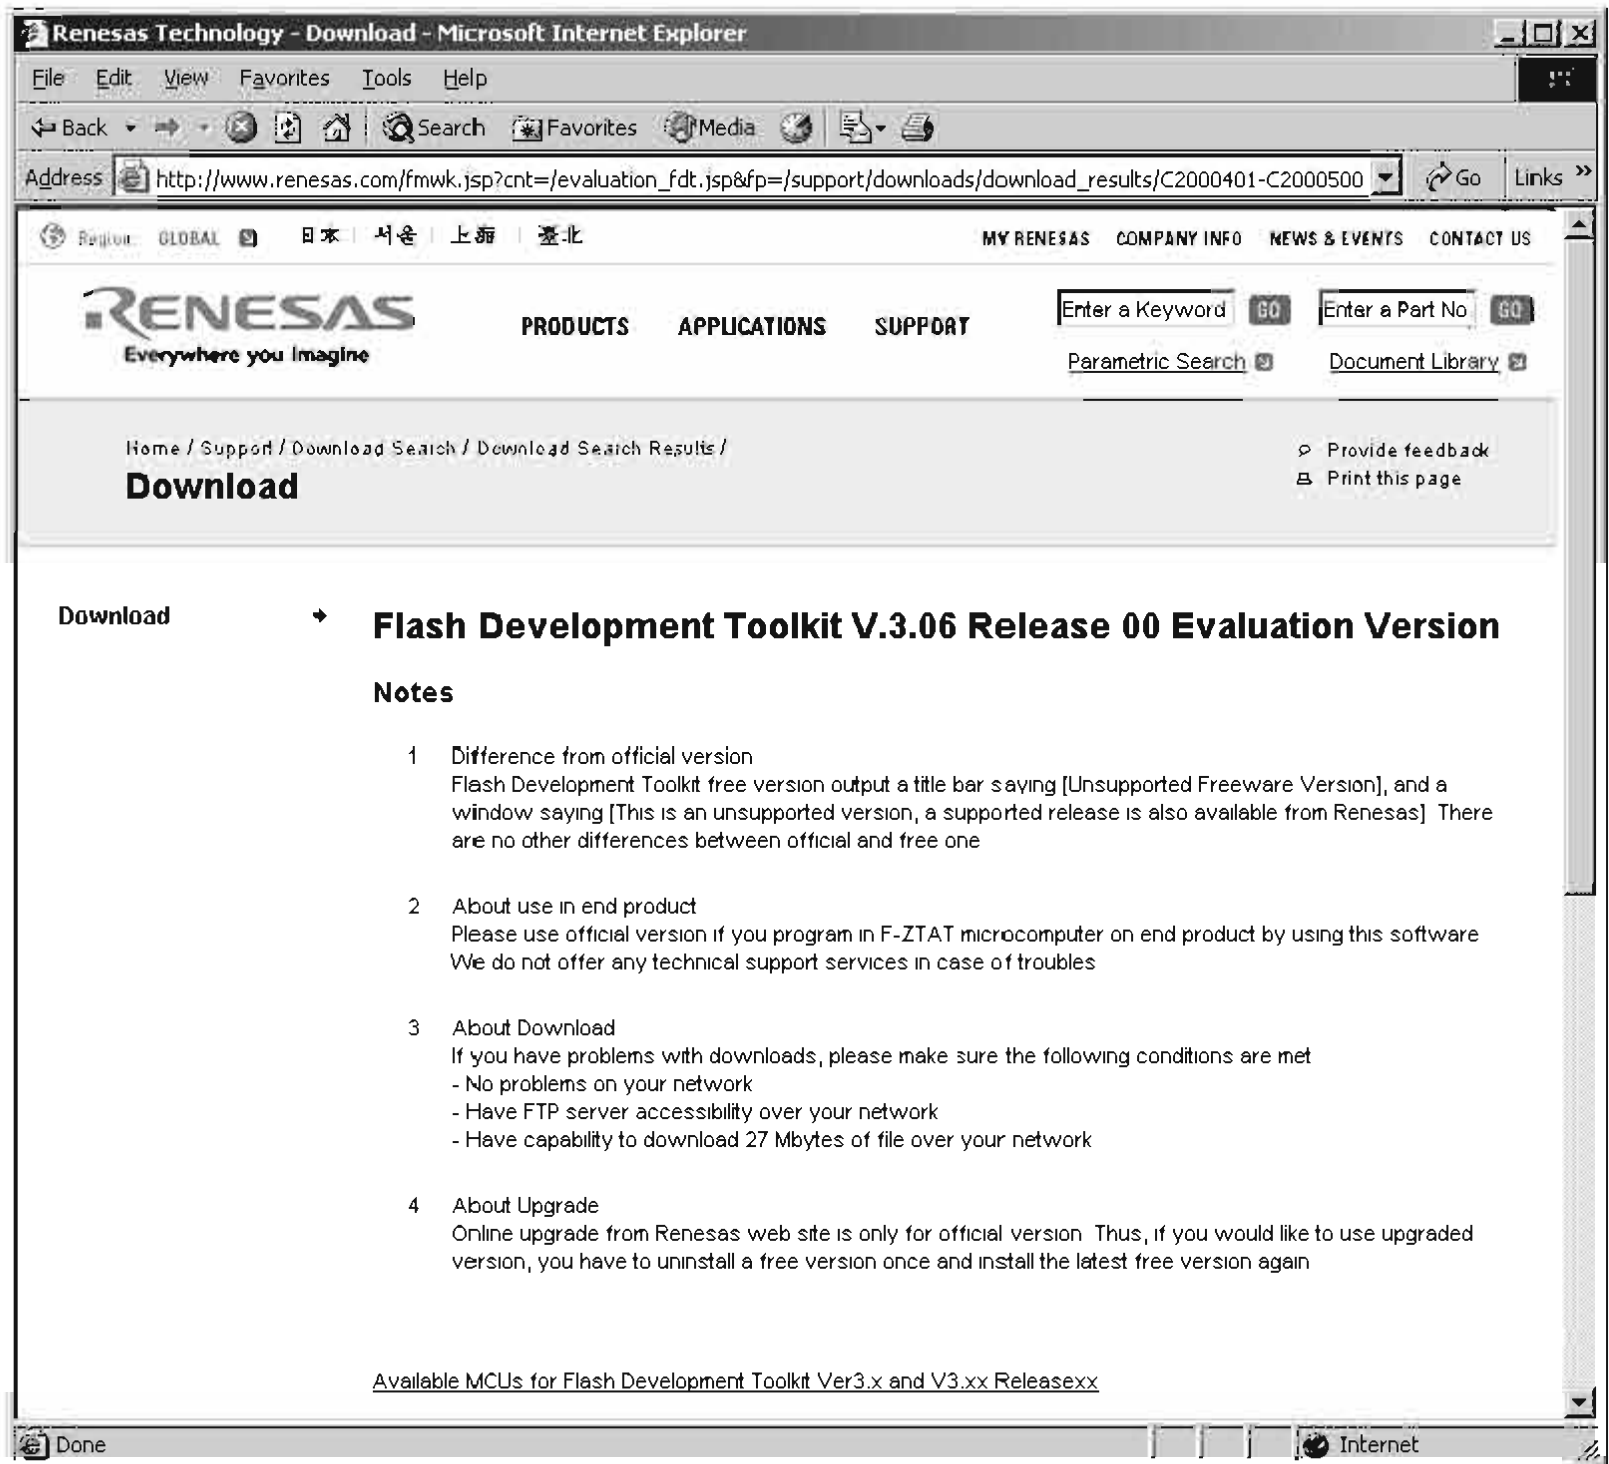 Renesas Technology - Download - Microsoft Internet Explorer
File Edit View Favorites Tools Help
Back Search Favorites Media
Address http://www.renesas.com/fmwk.jsp?cnt=/evaluation_fdt.jsp&fp=/support/downloads/download_results/C2000401-C2000500 Go Links »
Region: GLOBAL 日本 | 서울 | 上海 | 臺北 MY RENESAS COMPANY INFO NEWS & EVENTS CONTACT US
RENESAS
Everywhere you Imagine
PRODUCTS APPLICATIONS SUPPORT
Enter a Keyword GO Enter a Part No GO
Parametric Search Document Library
Home / Support / Download Search / Download Search Results /
Download
Provide feedback
Print this page
Download
Flash Development Toolkit V.3.06 Release 00 Evaluation Version
Notes
1 Difference from official version
Flash Development Toolkit free version output a title bar saying [Unsupported Freeware Version], and a
window saying [This is an unsupported version, a supported release is also available from Renesas] There
are no other differences between official and free one
2 About use in end product
Please use official version if you program in F-ZTAT microcomputer on end product by using this software
We do not offer any technical support services in case of troubles
3 About Download
If you have problems with downloads, please make sure the following conditions are met
- No problems on your network
- Have FTP server accessibility over your network
- Have capability to download 27 Mbytes of file over your network
4 About Upgrade
Online upgrade from Renesas web site is only for official version Thus, if you would like to use upgraded
version, you have to uninstall a free version once and install the latest free version again
Available MCUs for Flash Development Toolkit Ver3.x and V3.xx Releasexx
Done Internet